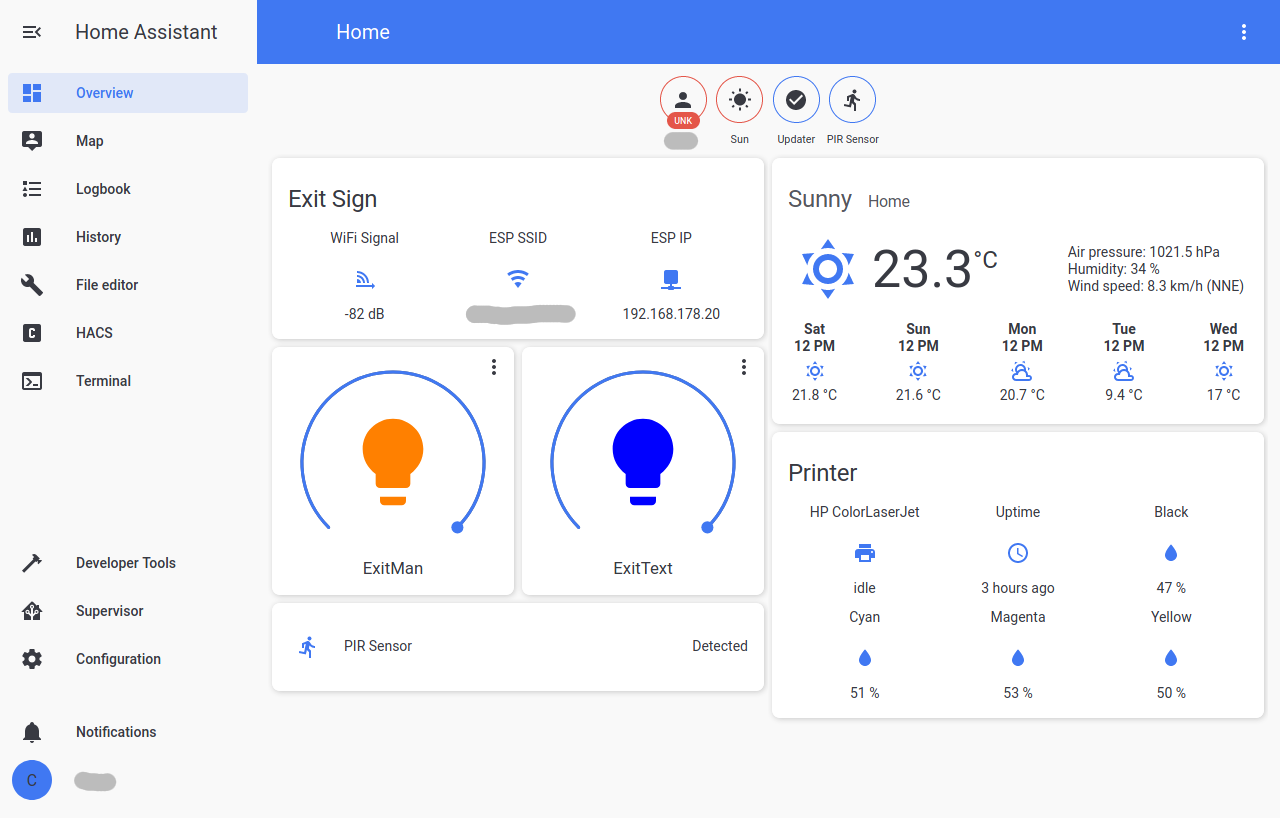 Home Assistant
Home
Overview
Map
Logbook
History
File editor
C
HACS
Terminal
Developer Tools
Supervisor
Configuration
Notifications
C
UNK
Sun
Updater
PIR Sensor
Exit Sign
WiFi Signal ESP SSID ESP IP
-82 dB 192.168.178.20
ExitMan
ExitText
PIR Sensor Detected
Sunny Home
23.3 °C
Air pressure: 1021.5 hPa
Humidity: 34 %
Wind speed: 8.3 km/h (NNE)
Sat Sun Mon Tue Wed
12 PM 12 PM 12 PM 12 PM 12 PM
21.8 °C 21.6 °C 20.7 °C 9.4 °C 17 °C
Printer
HP ColorLaserJet Uptime Black
idle 3 hours ago 47 %
Cyan Magenta Yellow
51 % 53 % 50 %